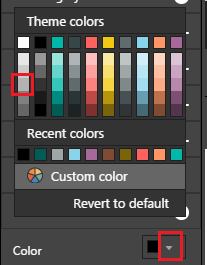 Theme colors
Recent colors
Custom color
Revert to default
Color